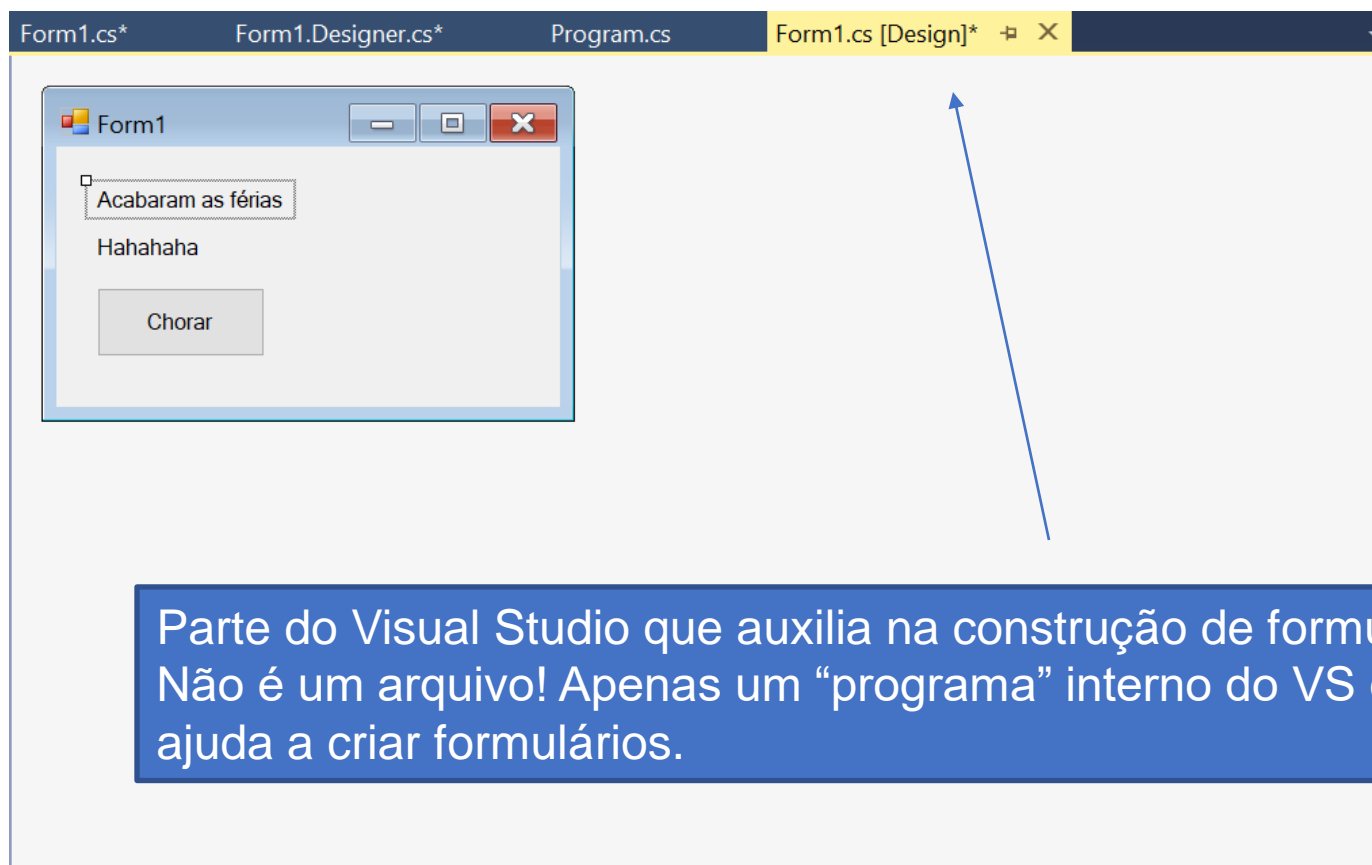 Form1.cs* Form1.Designer.cs* Program.cs Form1.cs [Design]*
Form1
Acabaram as férias
Hahahaha
Chorar
Parte do Visual Studio que auxilia na construção de
Não é um arquivo! Apenas um “programa” interno do VS
ajuda a criar formulários.